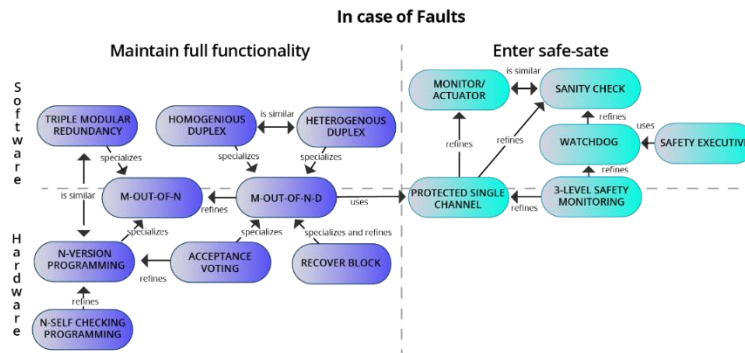 In case of Faults
Maintain full functionality
Enter safe-sate
Software
Hardware
TRIPLE MODULAR
REDUNDANCY
HOMOGENIOUS
DUPLEX
is similar
HETEROGENOUS
DUPLEX
specializes
specializes
specializes
M-OUT-OF-N
refines
M-OUT-OF-N-D
uses
is similar
specializes
specializes
specializes and refines
N-VERSION
PROGRAMMING
refines
ACCEPTANCE
VOTING
RECOVER BLOCK
refines
N-SELF CHECKING
PROGRAMMING
MONITOR/
ACTUATOR
is similar
SANITY CHECK
refines
refines
refines
WATCHDOG
uses
SAFETY EXECUTIVE
refines
PROTECTED SINGLE
CHANNEL
refines
3-LEVEL SAFETY
MONITORING